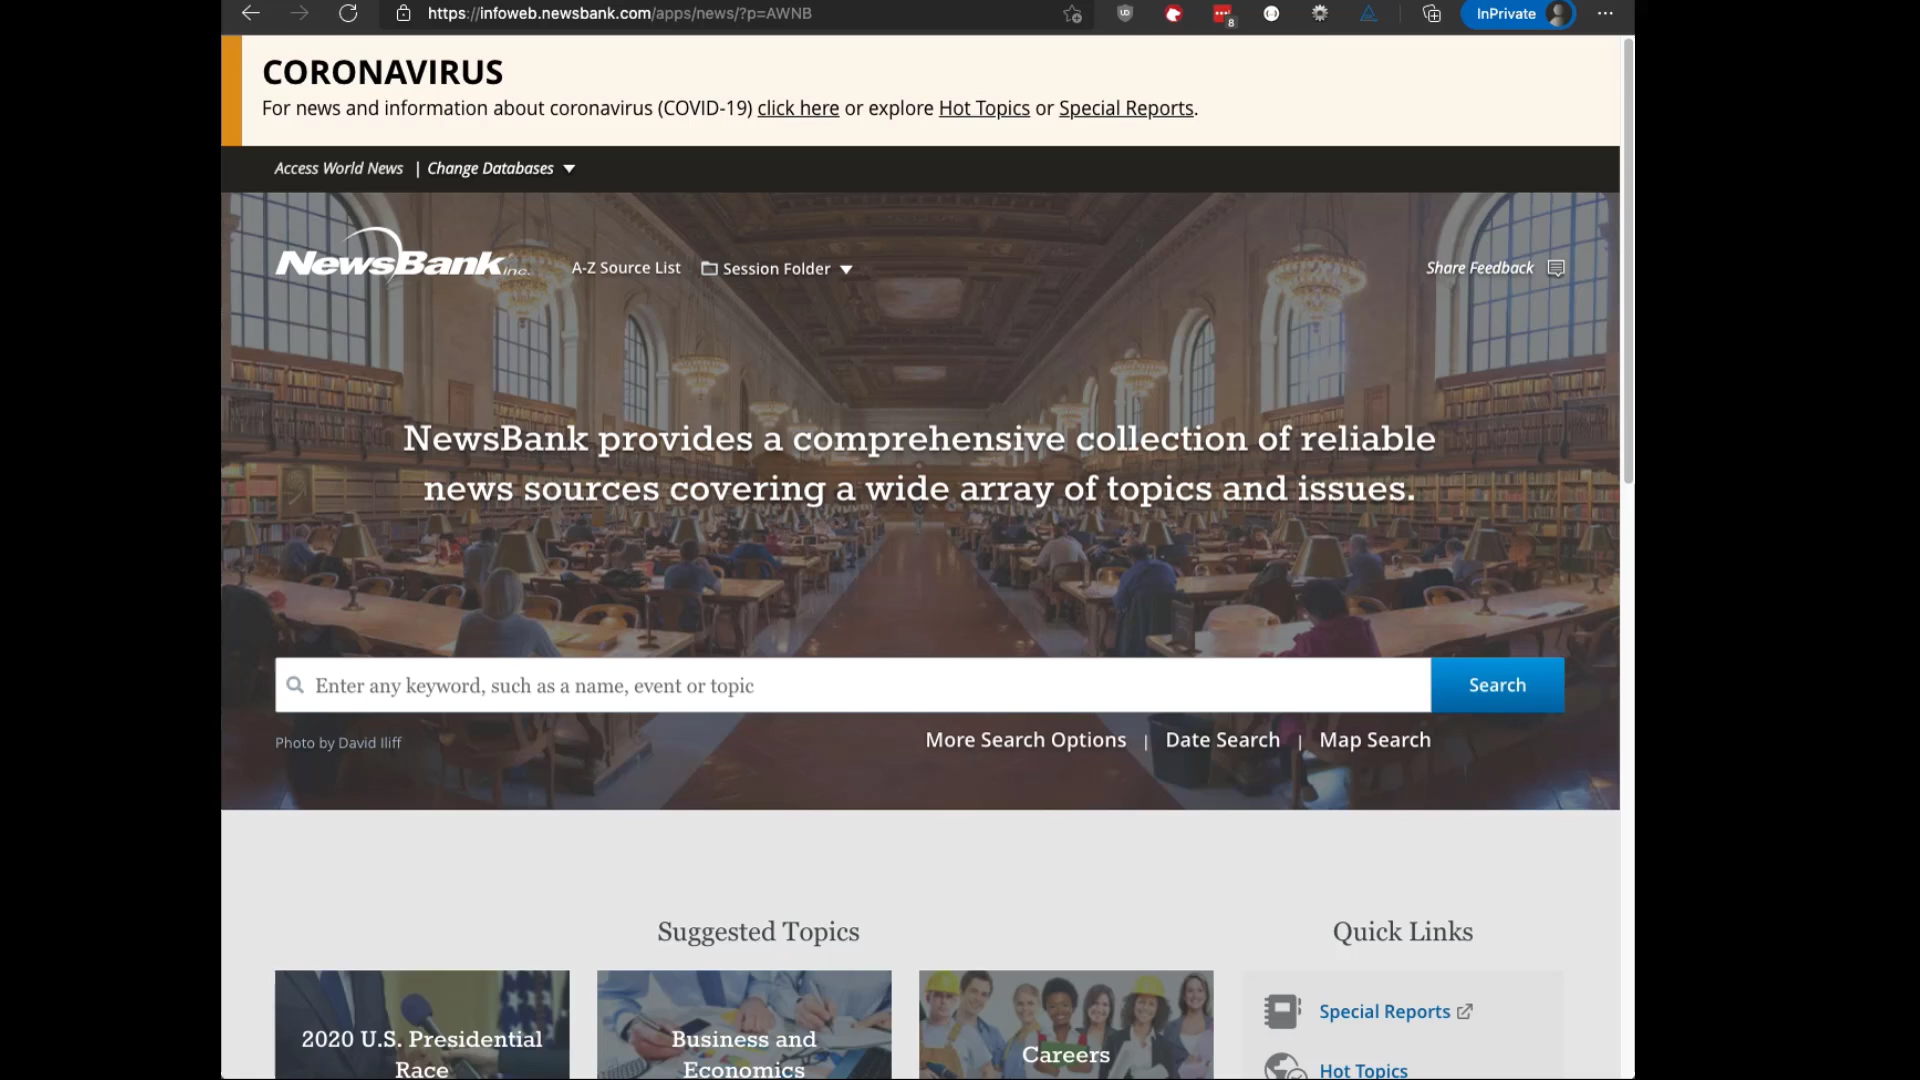 https://infoweb.newsbank.com/apps/news/?p=AWNB
8
InPrivate
CORONAVIRUS
For news and information about coronavirus (COVID-19) click here or explore Hot Topics or Special Reports.
Access World News | Change Databases
NewsBank inc.
A-Z Source List
Session Folder
Share Feedback
NewsBank provides a comprehensive collection of reliable
news sources covering a wide array of topics and issues.
Enter any keyword, such as a name, event or topic
Search
Photo by David Iliff
More Search Options | Date Search | Map Search
Suggested Topics
Quick Links
2020 U.S. Presidential
Race
Business and
Economics
Careers
Special Reports
Hot Topics